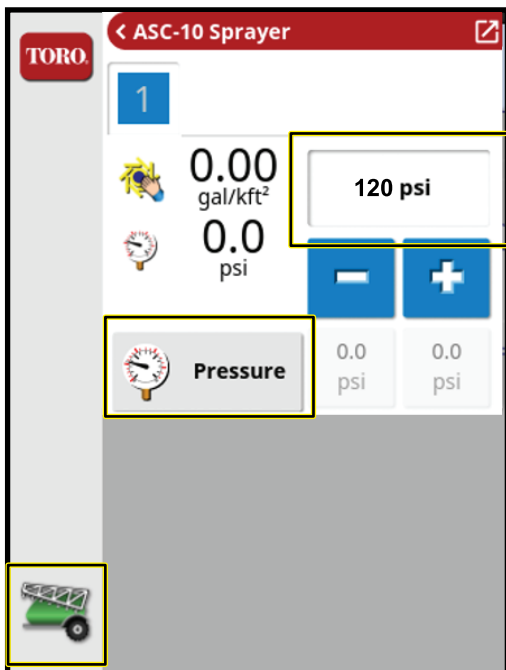 TORO.
< ASC-10 Sprayer
1
0.00
gal/kft²
120 psi
0.0
psi
Pressure
0.0
psi
0.0
psi